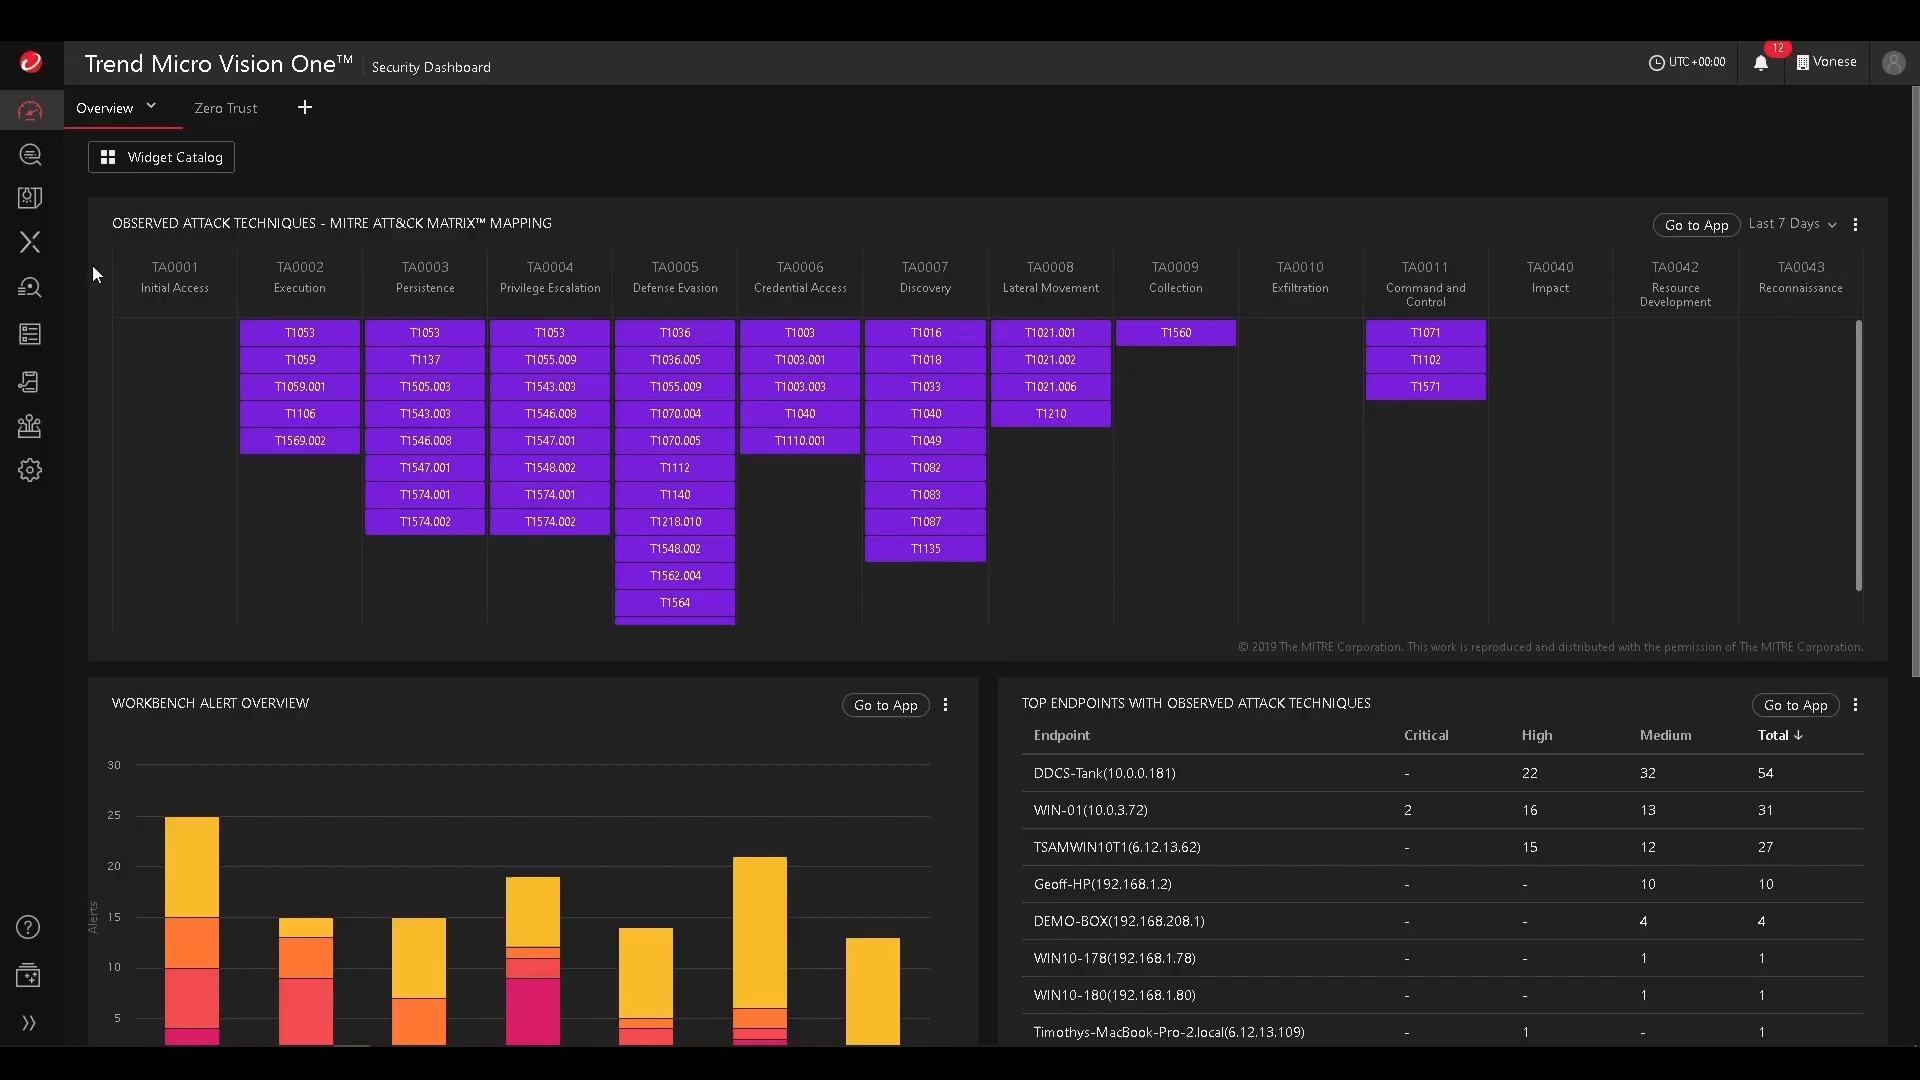 Trend Micro Vision One™ Security Dashboard
UTC+00:00
12
Vonese
Overview
Zero Trust
Widget Catalog
OBSERVED ATTACK TECHNIQUES - MITRE ATT&CK MATRIX™ MAPPING
Go to App
Last 7 Days
TA0001 TA0002 TA0003 TA0004 TA0005 TA0006 TA0007 TA0008 TA0009 TA0010 TA0011 TA0040 TA0042 TA0043
Initial Access Execution Persistence Privilege Escalation Defense Evasion Credential Access Discovery Lateral Movement Collection Exfiltration Command and Control Impact Resource Development Reconnaissance
T1053 T1053 T1053 T1036 T1003 T1016 T1021.001 T1560 T1071
T1059 T1137 T1055.009 T1036.005 T1003.001 T1018 T1021.002 T1102
T1059.001 T1505.003 T1543.003 T1055.009 T1003.003 T1033 T1021.006 T1571
T1106 T1543.003 T1546.008 T1070.004 T1040 T1040 T1210
T1569.002 T1546.008 T1547.001 T1070.005 T1110.001 T1049
T1547.001 T1548.002 T1112 T1082
T1574.001 T1574.001 T1140 T1083
T1574.002 T1574.002 T1218.010 T1087
T1548.002 T1135
T1562.004
T1564
© 2019 The MITRE Corporation. This work is reproduced and distributed with the permission of The MITRE Corporation.
WORKBENCH ALERT OVERVIEW
Go to App
30
25
20
15
10
5
Alerts
TOP ENDPOINTS WITH OBSERVED ATTACK TECHNIQUES
Go to App
Endpoint Critical High Medium Total ↓
DDCS-Tank(10.0.0.181) - 22 32 54
WIN-01(10.0.3.72) 2 16 13 31
TSAMWIN10T1(6.12.13.62) - 15 12 27
Geoff-HP(192.168.1.2) - - 10 10
DEMO-BOX(192.168.208.1) - - 4 4
WIN10-178(192.168.1.78) - - 1 1
WIN10-180(192.168.1.80) - - 1 1
Timothys-MacBook-Pro-2.local(6.12.13.109) - 1 - 1